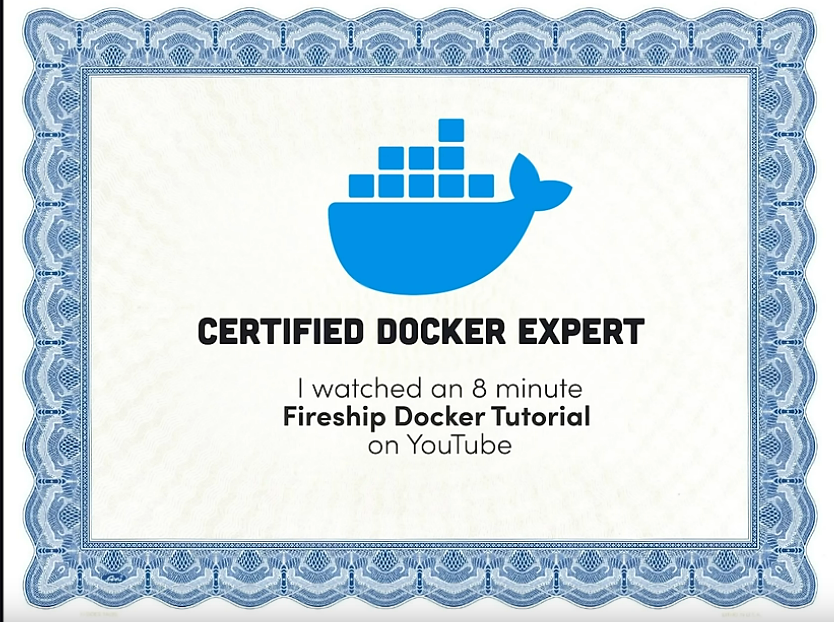 CERTIFIED DOCKER EXPERT
I watched an 8 minute
Fireship Docker Tutorial
on YouTube